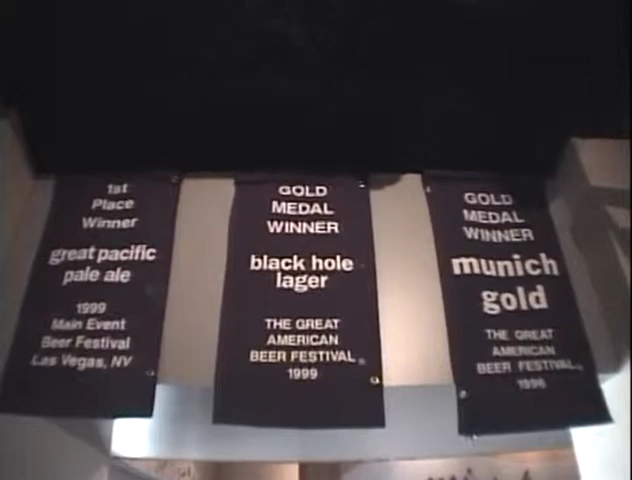 1st
Place
Winner
great pacific
pale ale
1999
Main Event
Beer Festival
Las Vegas, NV
GOLD
MEDAL
WINNER
black hole
lager
THE GREAT
AMERICAN
BEER FESTIVAL
1999
GOLD
MEDAL
WINNER
munich
gold
THE GREAT
AMERICAN
BEER FESTIVAL